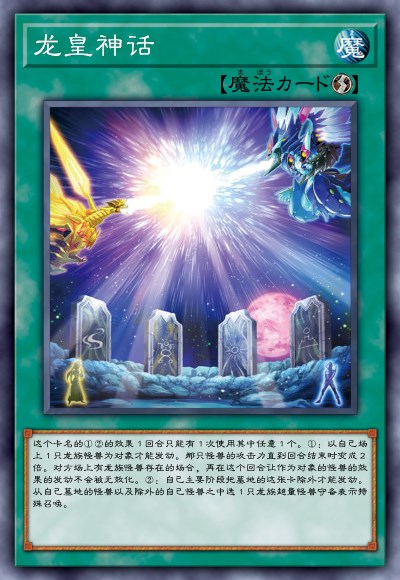 龙皇神话
魔
【魔法カード】
ま ほう
这个卡名的①②的效果1回合只能有1次使用其中任意1个。①：以自己场
上1只龙族怪兽为对象才能发动。那只怪兽的攻击力直到回合结束时变成2
倍。对方场上有龙族怪兽存在的场合，再在这个回合让作为对象的怪兽的效
果的发动不会被无效化。②：自己主要阶段把墓地的这张卡除外才能发动。
从自己墓地的怪兽以及除外的自己怪兽之中选1只龙族超量怪兽守备表示特
殊召唤。